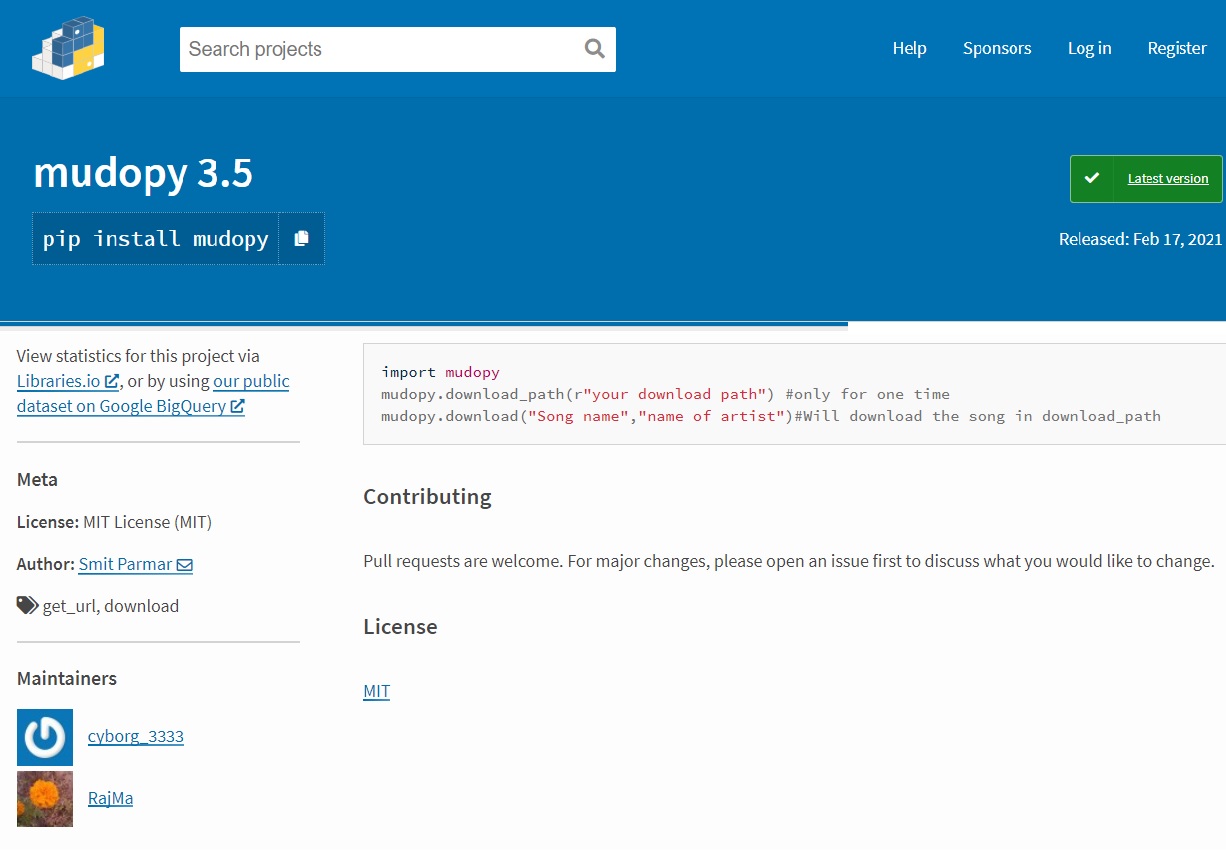 Search projects
Help
Sponsors
Log in
Register
mudopy 3.5
pip install mudopy
Latest version
Released: Feb 17, 2021
View statistics for this project via
Libraries.io, or by using our public
dataset on Google BigQuery
Meta
License: MIT License (MIT)
Author: Smit Parmar
get_url, download
Maintainers
cyborg_3333
RajMa
import mudopy
mudopy.download_path(r"your download path") #only for one time
mudopy.download("Song name","name of artist")#Will download the song in download_path
Contributing
Pull requests are welcome. For major changes, please open an issue first to discuss what you would like to change.
License
MIT